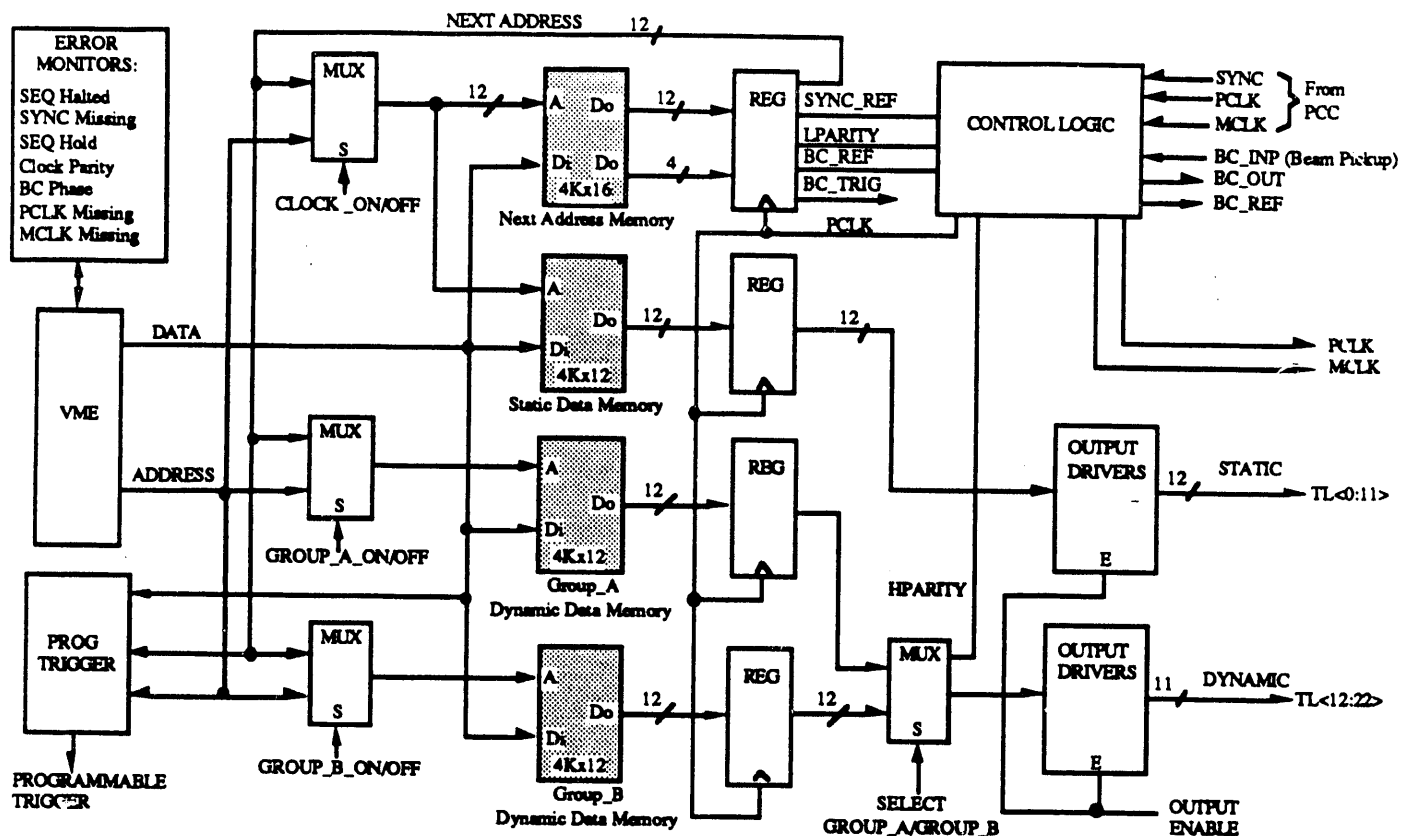 NEXT ADDRESS
12
ERROR
MONITORS:
SEQ Halted
SYNC Missing
SEQ Hold
Clock Parity
BC Phase
PCLK Missing
MCLK Missing
MUX
S
CLOCK_ON/OFF
12
A
Do
Di
Do
4Kx16
Next Address Memory
12
4
REG
SYNC_REF
LPARITY
BC_REF
BC_TRIG
PCLK
CONTROL LOGIC
SYNC
PCLK
MCLK
From
PCC
BC_INP (Beam Pickup)
BC_OUT
BC_REF
A
Do
Di
4Kx12
Static Data Memory
12
REG
12
PCLK
MCLK
VME
DATA
ADDRESS
MUX
S
GROUP_A_ON/OFF
A
Do
Di
4Kx12
Group_A
Dynamic Data Memory
12
REG
OUTPUT
DRIVERS
E
12
STATIC
TL<0:11>
HPARITY
PROG
TRIGGER
PROGRAMMABLE
TRIGGER
MUX
S
GROUP_B_ON/OFF
A
Do
Di
4Kx12
Group_B
Dynamic Data Memory
12
REG
12
MUX
S
SELECT
GROUP_A/GROUP_B
OUTPUT
DRIVERS
E
11
DYNAMIC
TL<12:22>
OUTPUT
ENABLE